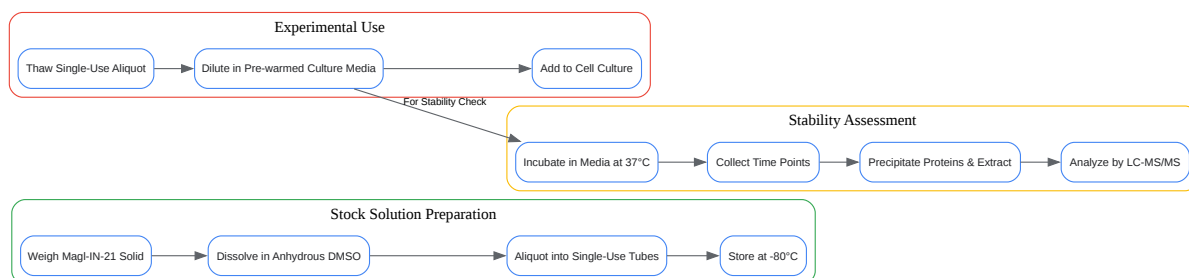 Experimental Use
Thaw Single-Use Aliquot
Dilute in Pre-warmed Culture Media
Add to Cell Culture
For Stability Check
Stability Assessment
Incubate in Media at 37°C
Collect Time Points
Precipitate Proteins & Extract
Analyze by LC-MS/MS
Stock Solution Preparation
Weigh Magl-IN-21 Solid
Dissolve in Anhydrous DMSO
Aliquot into Single-Use Tubes
Store at -80°C